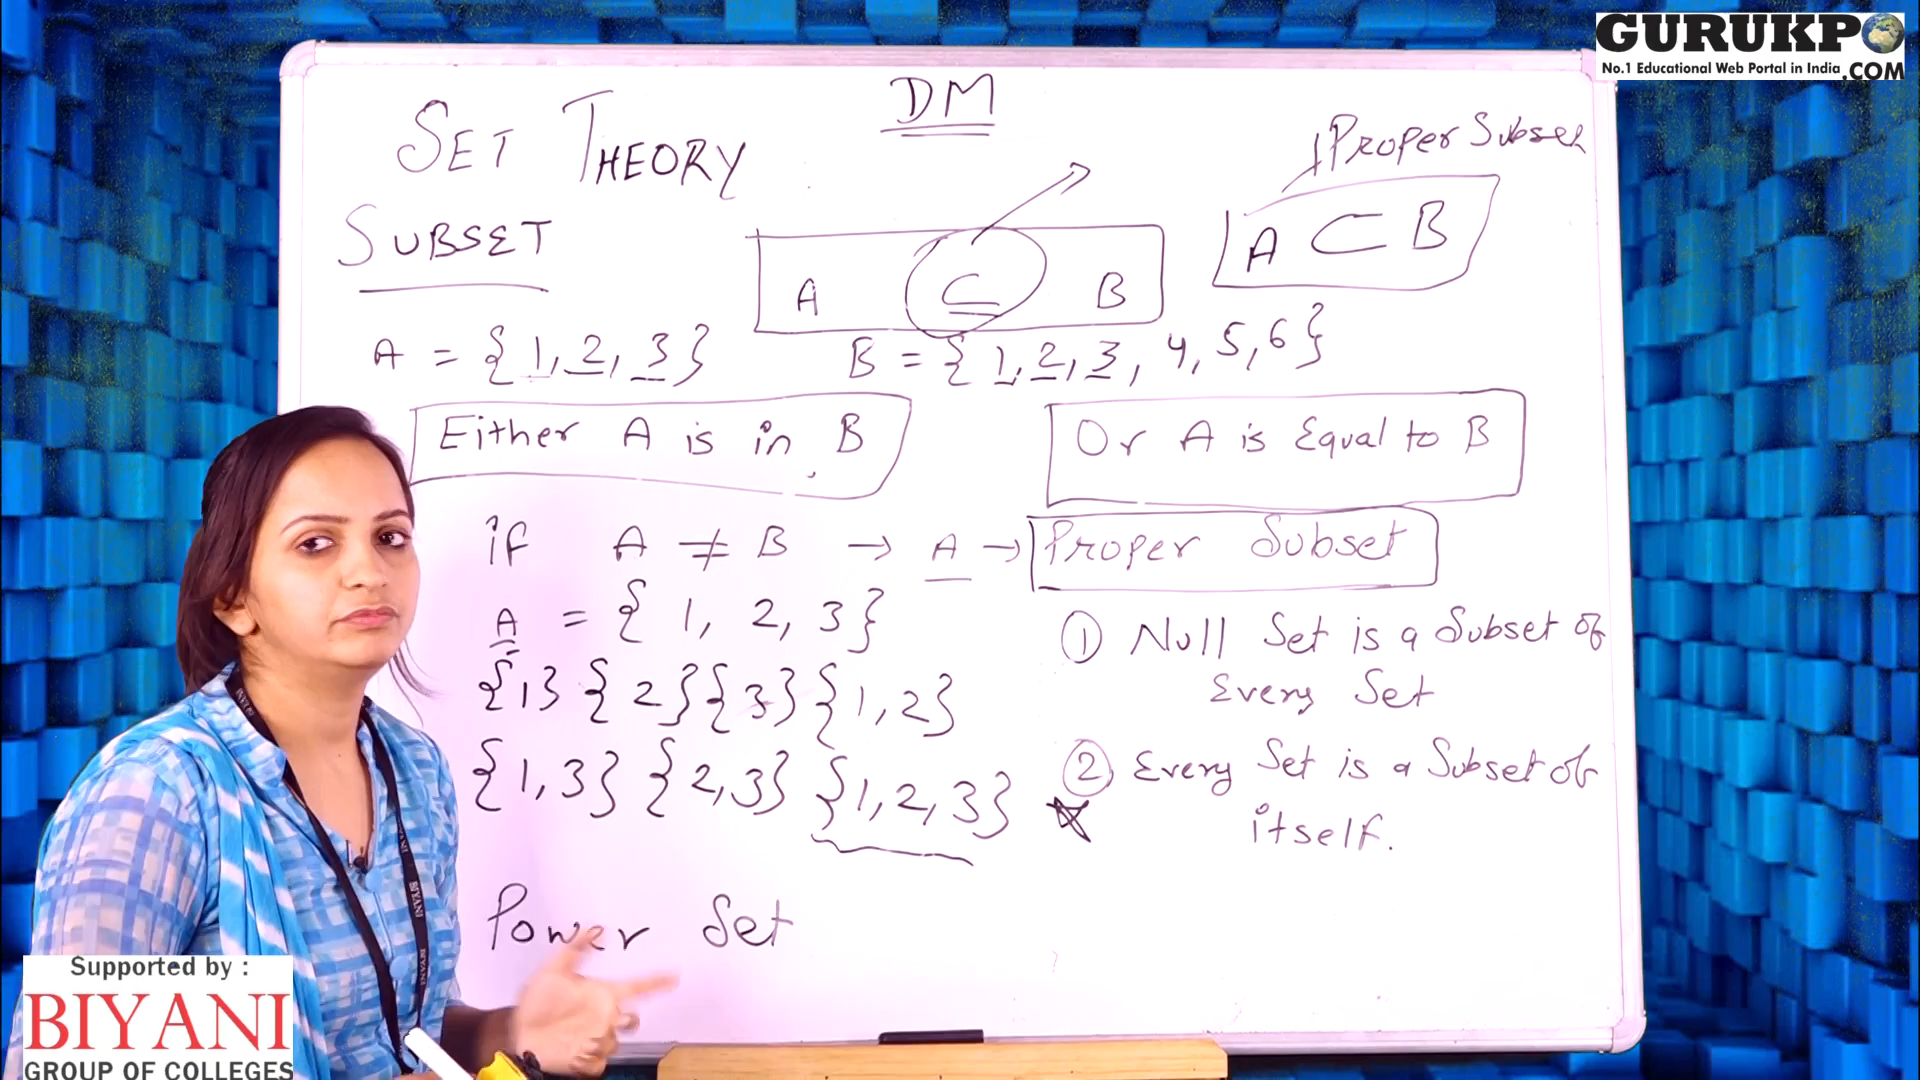 GURUKPO
No.1 Educational Web Portal in India .COM
DM
SET THEORY
Proper Subset
SUBSET
A ⊆ B
A ⊂ B
A = {1, 2, 3}
B = {1, 2, 3, 4, 5, 6}
Either A is in B
Or A is Equal to B
if A ≠ B → A → Proper Subset
A = {1, 2, 3}
{1} {2} {3} {1,2}
{1,3} {2,3} {1,2,3}
① Null Set is a Subset of
Every Set
② Every Set is a Subset of
itself.
Power Set
Supported by :
BIYANI
GROUP OF COLLEGES
BIYANI